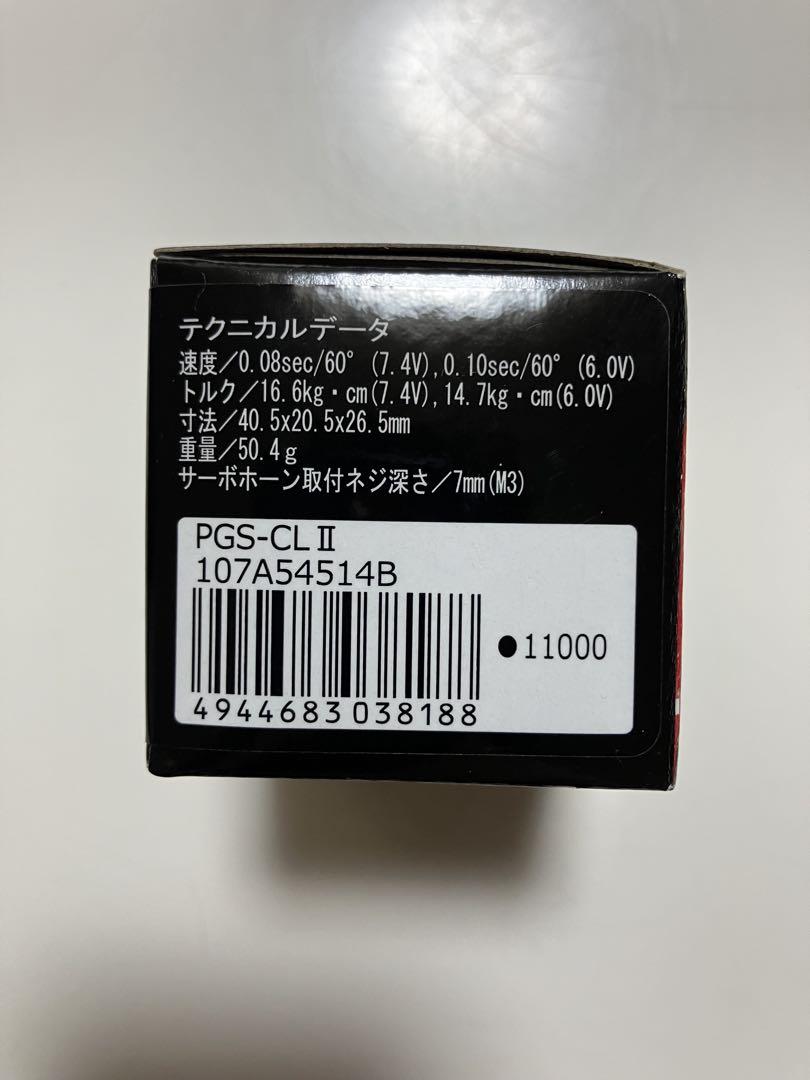 テクニカルデータ
速度／0.08sec/60°(7.4V),0.10sec/60°(6.0V)
トルク／16.6kg・cm(7.4V),14.7kg・cm(6.0V)
寸法／40.5x20.5x26.5mm
重量／50.4g
サーボホーン取付ネジ深さ／7mm(M3)
PGS-CLⅡ
107A54514B
●11000
4944683038188